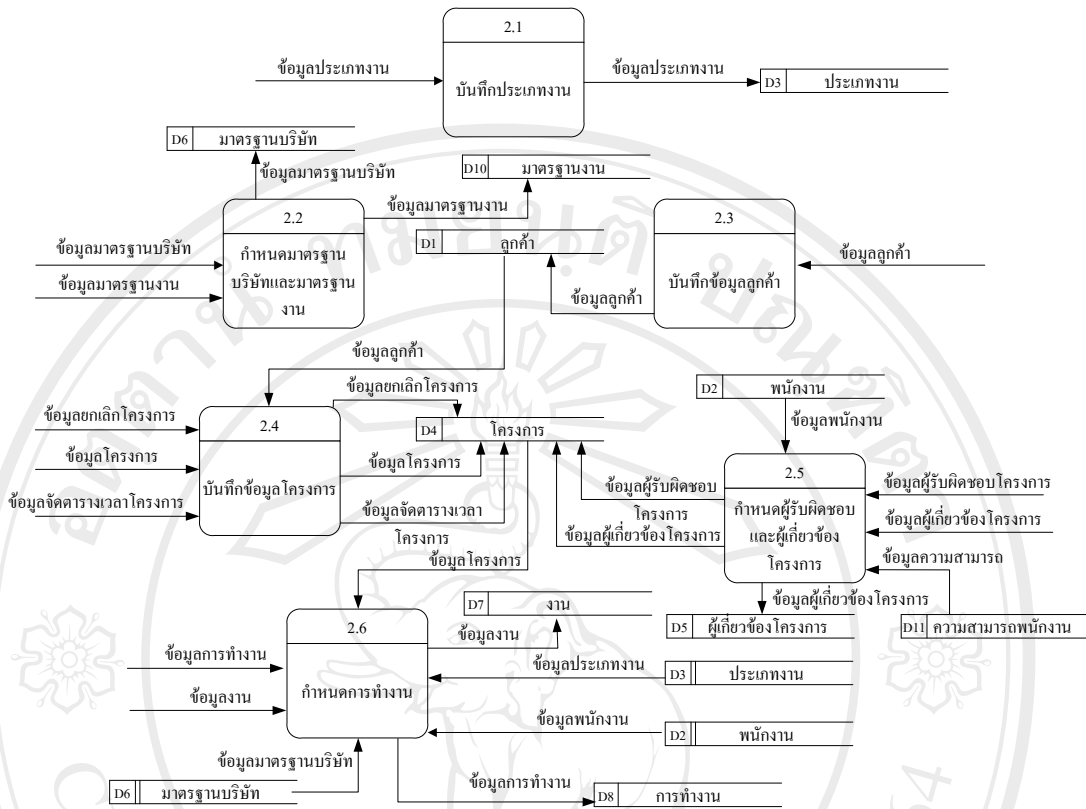 2.1
ข้อมูลประเภทงาน
ข้อมูลประเภทงาน
บันทึกประเภทงาน
D3 ประเภทงาน
D6 มาตรฐานบริษัท
ข้อมูลมาตรฐานบริษัท
D10 มาตรฐานงาน
ข้อมูลมาตรฐานงาน
2.2
กำหนดมาตรฐาน
บริษัทและมาตรฐาน
งาน
ข้อมูลมาตรฐานบริษัท
ข้อมูลมาตรฐานงาน
D1 ลูกค้า
2.3
บันทึกข้อมูลลูกค้า
ข้อมูลลูกค้า
ข้อมูลลูกค้า
ข้อมูลลูกค้า
ข้อมูลยกเลิกโครงการ
D2 พนักงาน
ข้อมูลพนักงาน
ข้อมูลยกเลิกโครงการ
ข้อมูลโครงการ
ข้อมูลจัดตารางเวลาโครงการ
2.4
บันทึกข้อมูลโครงการ
D4 โครงการ
ข้อมูลโครงการ
ข้อมูลจัดตารางเวลา
โครงการ
ข้อมูลโครงการ
ข้อมูลผู้รับผิดชอบ
โครงการ
ข้อมูลผู้เกี่ยวข้องโครงการ
2.5
กำหนดผู้รับผิดชอบ
และผู้เกี่ยวข้อง
โครงการ
ข้อมูลผู้รับผิดชอบโครงการ
ข้อมูลผู้เกี่ยวข้องโครงการ
ข้อมูลความสามารถ
ข้อมูลผู้เกี่ยวข้องโครงการ
D5 ผู้เกี่ยวข้องโครงการ
D11 ความสามารถพนักงาน
D7 งาน
ข้อมูลงาน
2.6
กำหนดการทำงาน
ข้อมูลการทำงาน
ข้อมูลงาน
ข้อมูลประเภทงาน
D3 ประเภทงาน
ข้อมูลพนักงาน
D2 พนักงาน
ข้อมูลมาตรฐานบริษัท
D6 มาตรฐานบริษัท
ข้อมูลการทำงาน
D8 การทำงาน